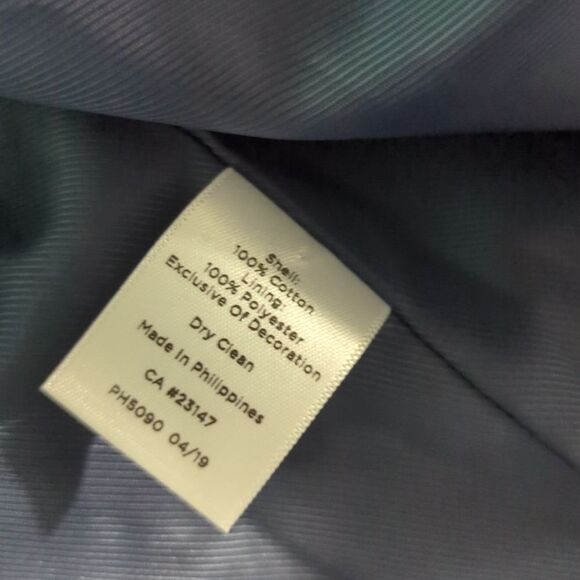 Shell:
100% Cotton
Lining:
100% Polyester
Exclusive Of Decoration
Dry Clean
Made In Philippines
CA #23147
PH5090 04/19